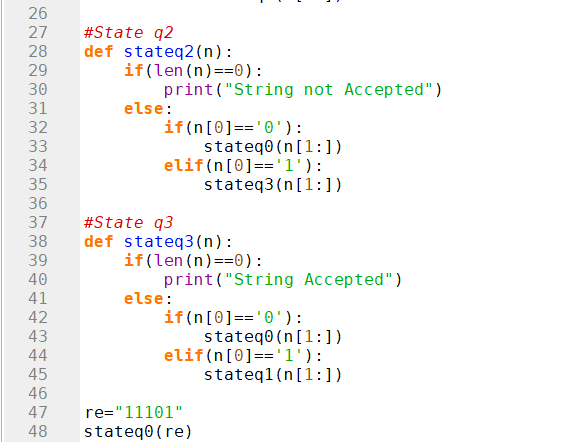 26
27 #State q2
28 def stateq2(n):
29     if(len(n)==0):
30         print("String not Accepted")
31     else:
32         if(n[0]=='0'):
33             stateq0(n[1:])
34         elif(n[0]=='1'):
35             stateq3(n[1:])
36
37 #State q3
38 def stateq3(n):
39     if(len(n)==0):
40         print("String Accepted")
41     else:
42         if(n[0]=='0'):
43             stateq0(n[1:])
44         elif(n[0]=='1'):
45             stateq1(n[1:])
46
47 re="11101"
48 stateq0(re)